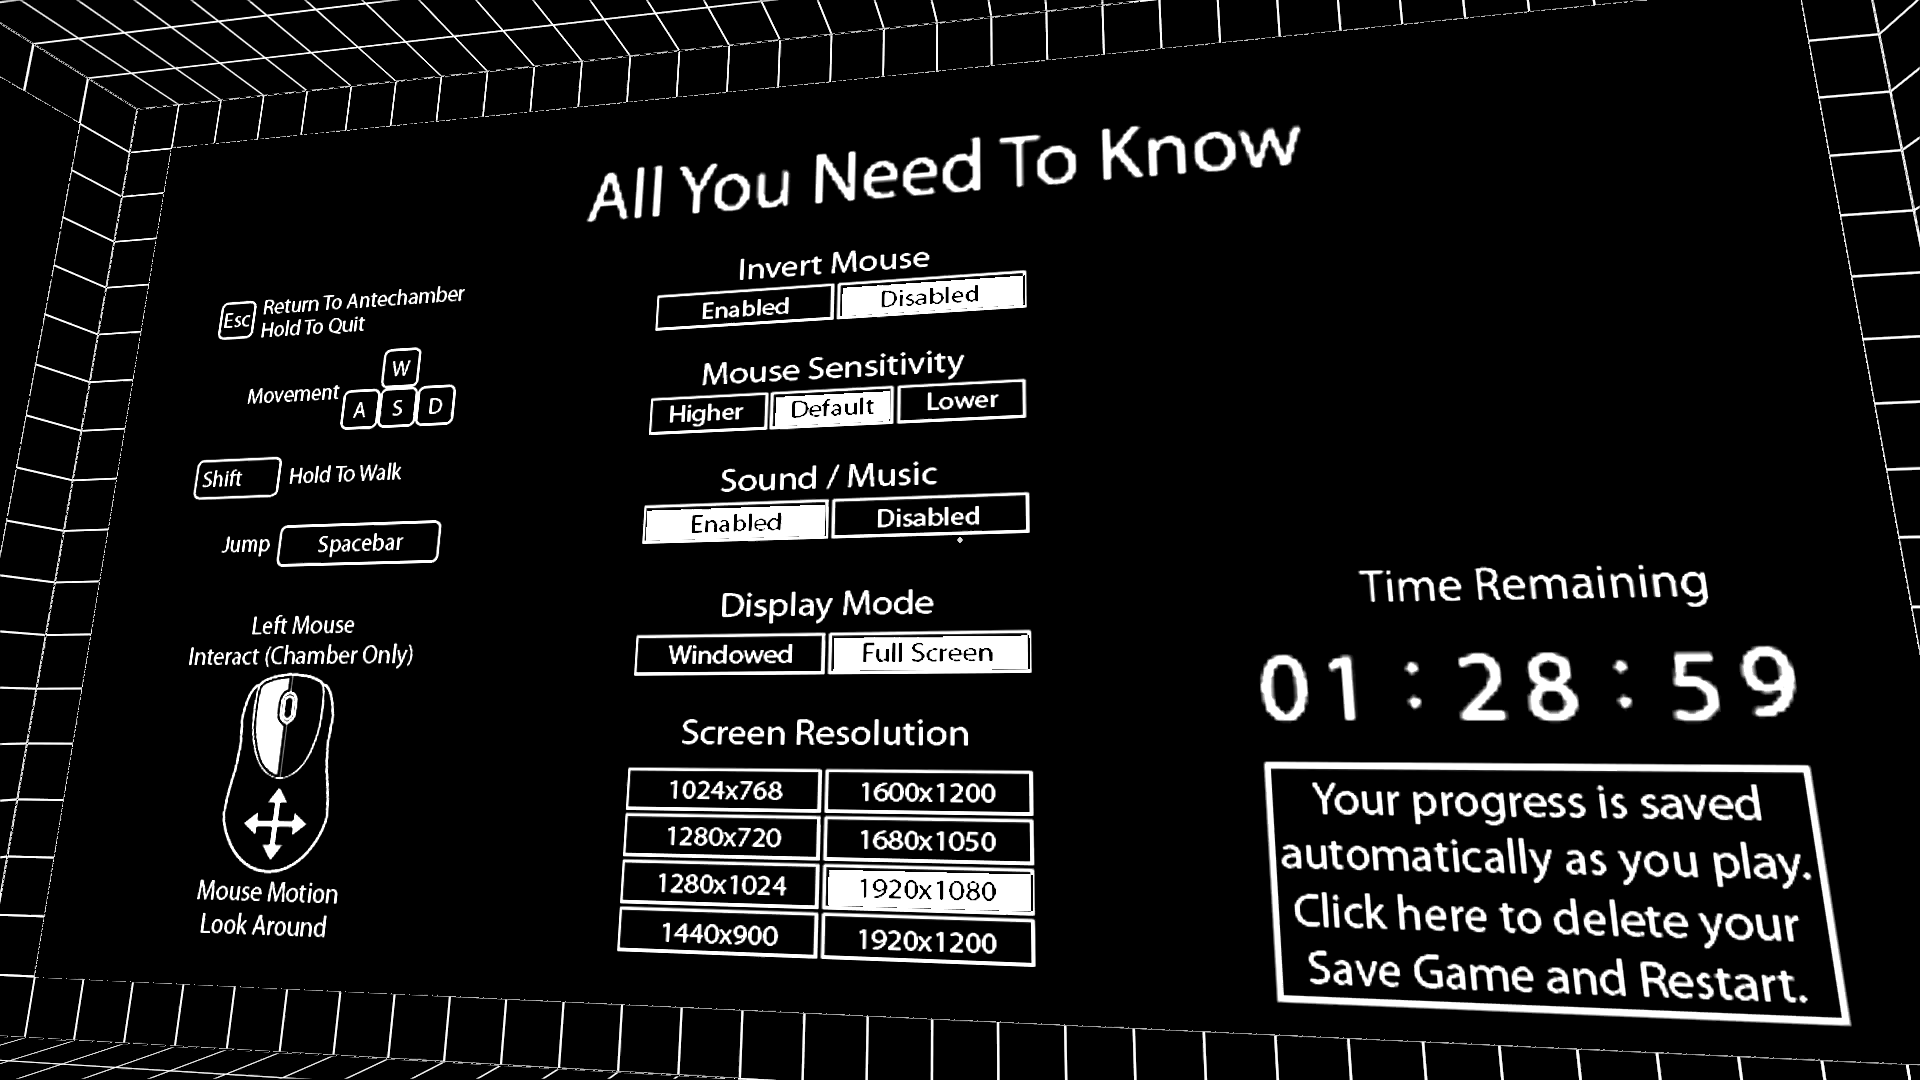 All You Need To Know
Esc
Return To Antechamber
Hold To Quit
Movement
W
A S D
Shift
Hold To Walk
Jump
Spacebar
Left Mouse
Interact (Chamber Only)
Mouse Motion
Look Around
Invert Mouse
Enabled Disabled
Mouse Sensitivity
Higher Default Lower
Sound / Music
Enabled Disabled
Display Mode
Windowed Full Screen
Screen Resolution
1024x768 1600x1200
1280x720 1680x1050
1280x1024 1920x1080
1440x900 1920x1200
Time Remaining
01 : 28 : 59
Your progress is saved
automatically as you play.
Click here to delete your
Save Game and Restart.